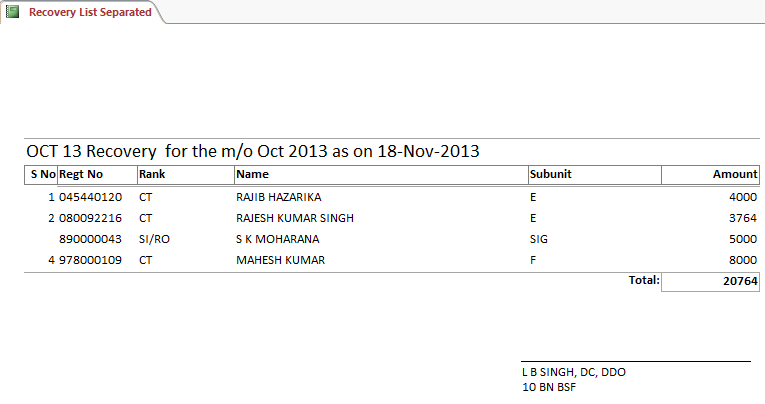 Recovery List Separated
OCT 13 Recovery  for the m/o Oct 2013 as on 18-Nov-2013
S No Regt No Rank Name Subunit Amount
1 045440120 CT RAJIB HAZARIKA E 4000
2 080092216 CT RAJESH KUMAR SINGH E 3764
890000043 SI/RO S K MOHARANA SIG 5000
4 978000109 CT MAHESH KUMAR F 8000
Total: 20764
L B SINGH, DC, DDO
10 BN BSF